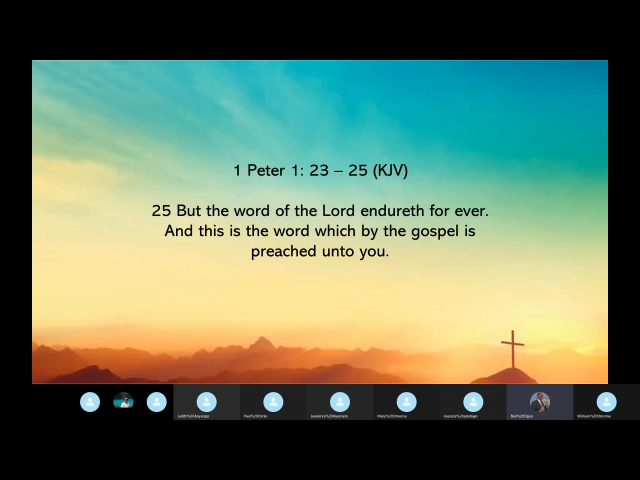 1 Peter 1: 23 – 25 (KJV)
25 But the word of the Lord endureth for ever.
And this is the word which by the gospel is
preached unto you.